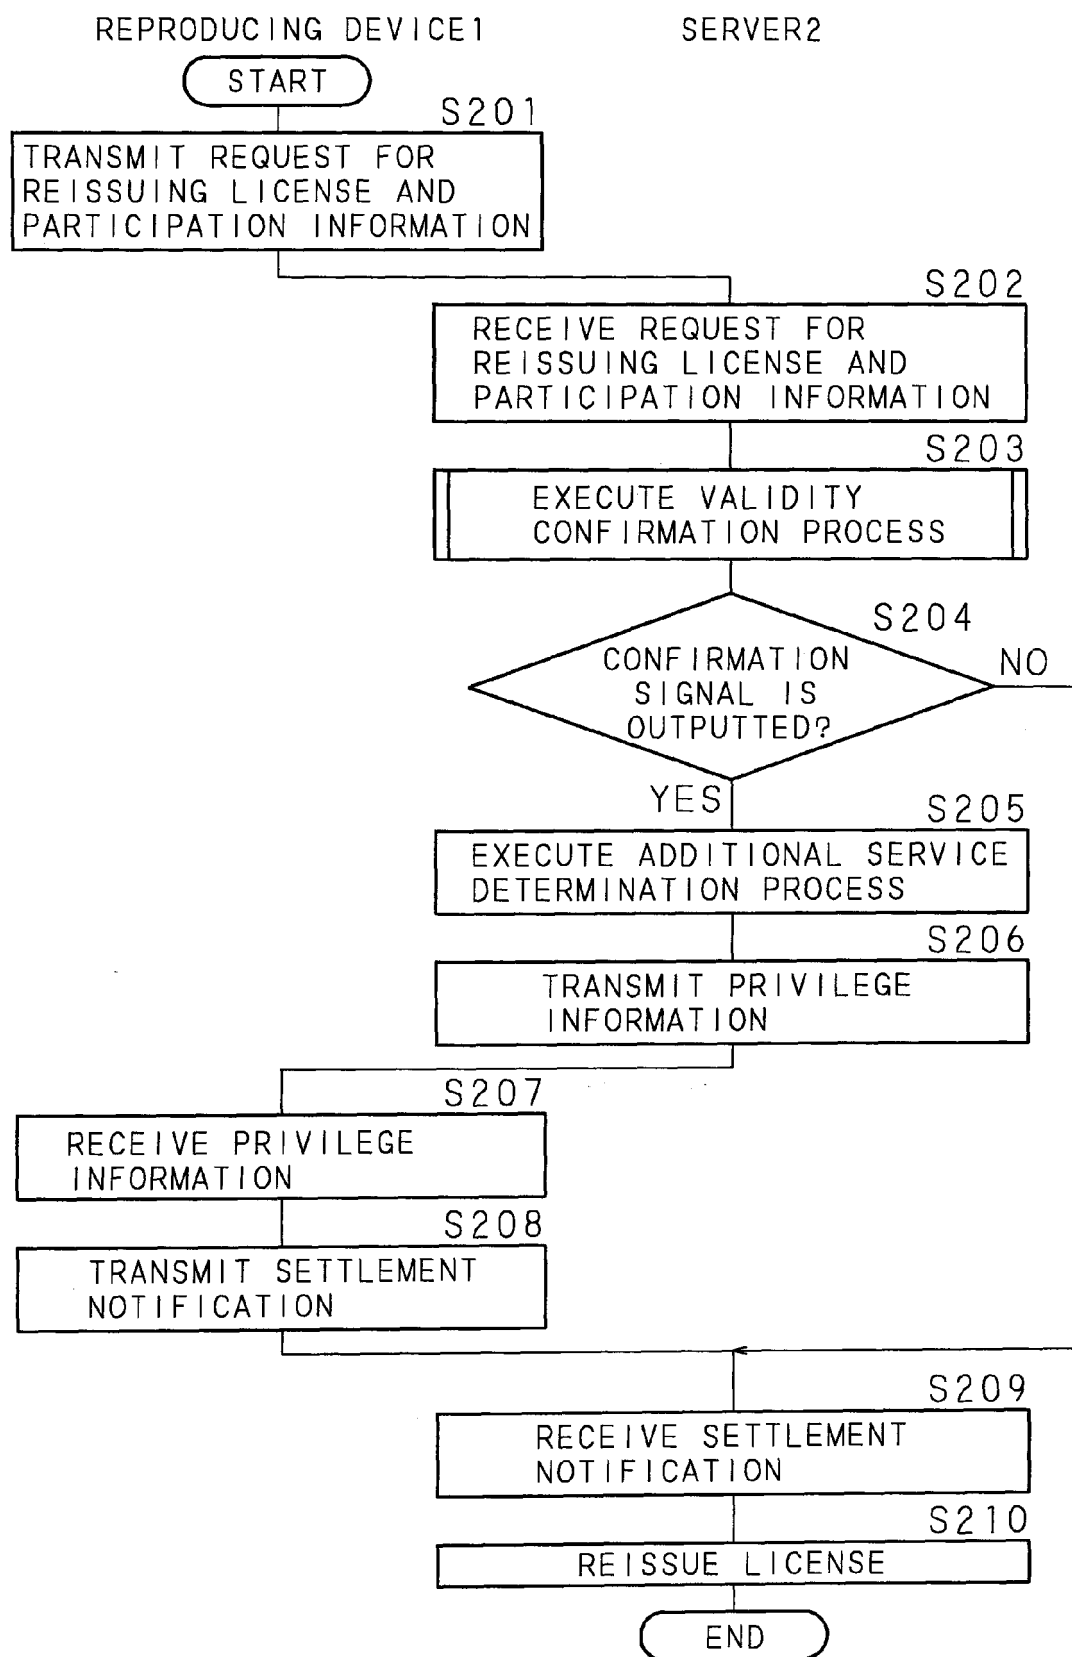 REPRODUCING DEVICE1
SERVER2
START
S201
TRANSMIT REQUEST FOR
REISSUING LICENSE AND
PARTICIPATION INFORMATION
S202
RECEIVE REQUEST FOR
REISSUING LICENSE AND
PARTICIPATION INFORMATION
S203
EXECUTE VALIDITY
CONFIRMATION PROCESS
S204
CONFIRMATION
SIGNAL IS
OUTPUTTED?
NO
YES
S205
EXECUTE ADDITIONAL SERVICE
DETERMINATION PROCESS
S206
TRANSMIT PRIVILEGE
INFORMATION
S207
RECEIVE PRIVILEGE
INFORMATION
S208
TRANSMIT SETTLEMENT
NOTIFICATION
S209
RECEIVE SETTLEMENT
NOTIFICATION
S210
REISSUE LICENSE
END